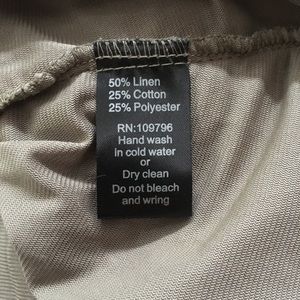 50% Linen
25% Cotton
25% Polyester
RN:109796
Hand wash
in cold water
or
Dry clean
Do not bleach
and wring